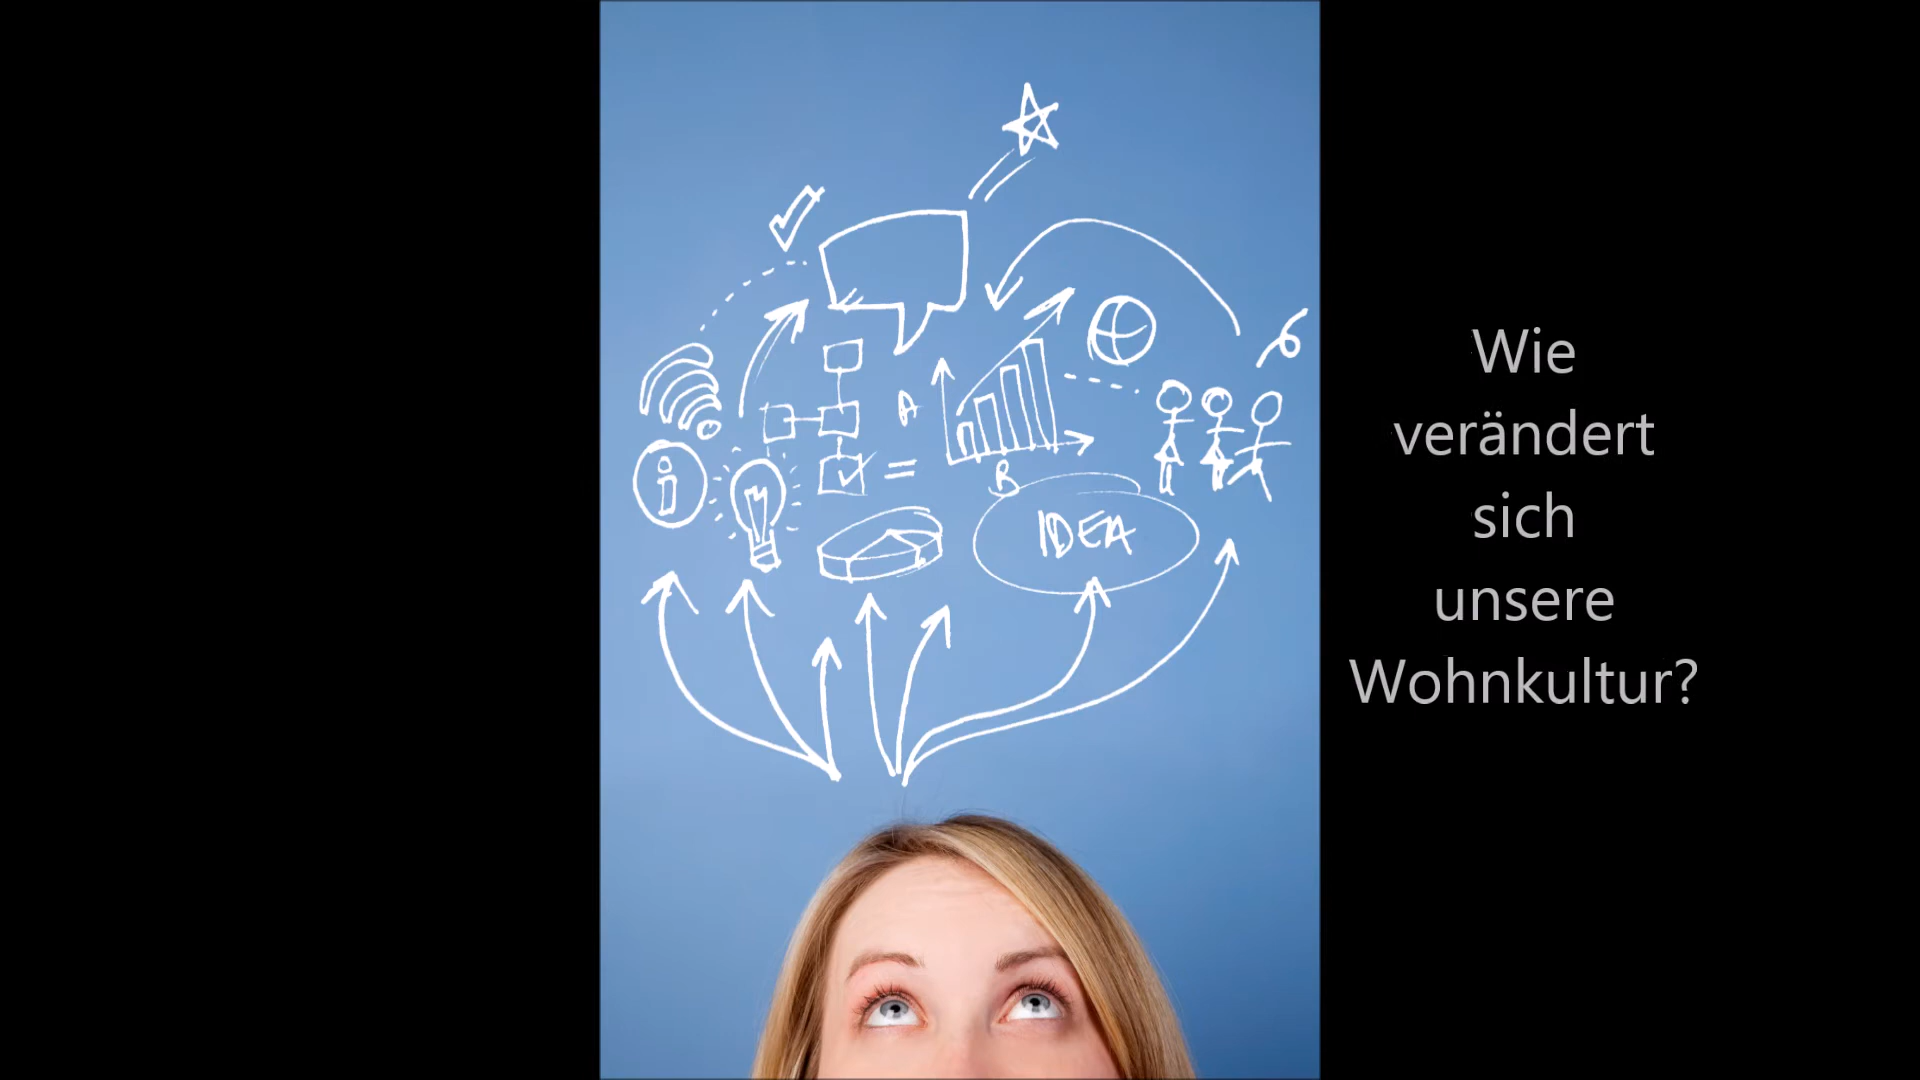 A
B
IDEA
Wie
verändert
sich
unsere
Wohnkultur?